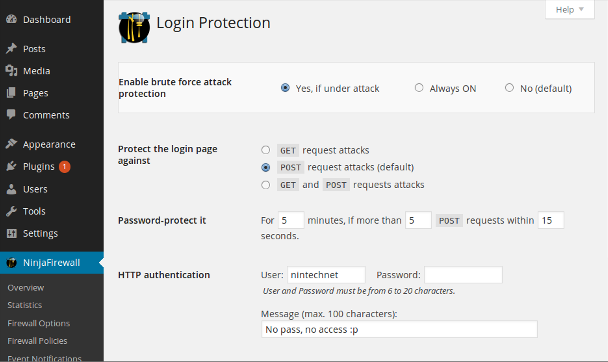 Help
Dashboard
Posts
Media
Pages
Comments
Appearance
Plugins 1
Users
Tools
Settings
NinjaFirewall
Overview
Statistics
Firewall Options
Firewall Policies
Event Notifications
Login Protection
Enable brute force attack protection
Yes, if under attack Always ON No (default)
Protect the login page against
GET request attacks
POST request attacks (default)
GET and POST requests attacks
Password-protect it
For 5 minutes, if more than 5 POST requests within 15
seconds.
HTTP authentication
User: nintechnet Password:
User and Password must be from 6 to 20 characters.
Message (max. 100 characters):
No pass, no access :p